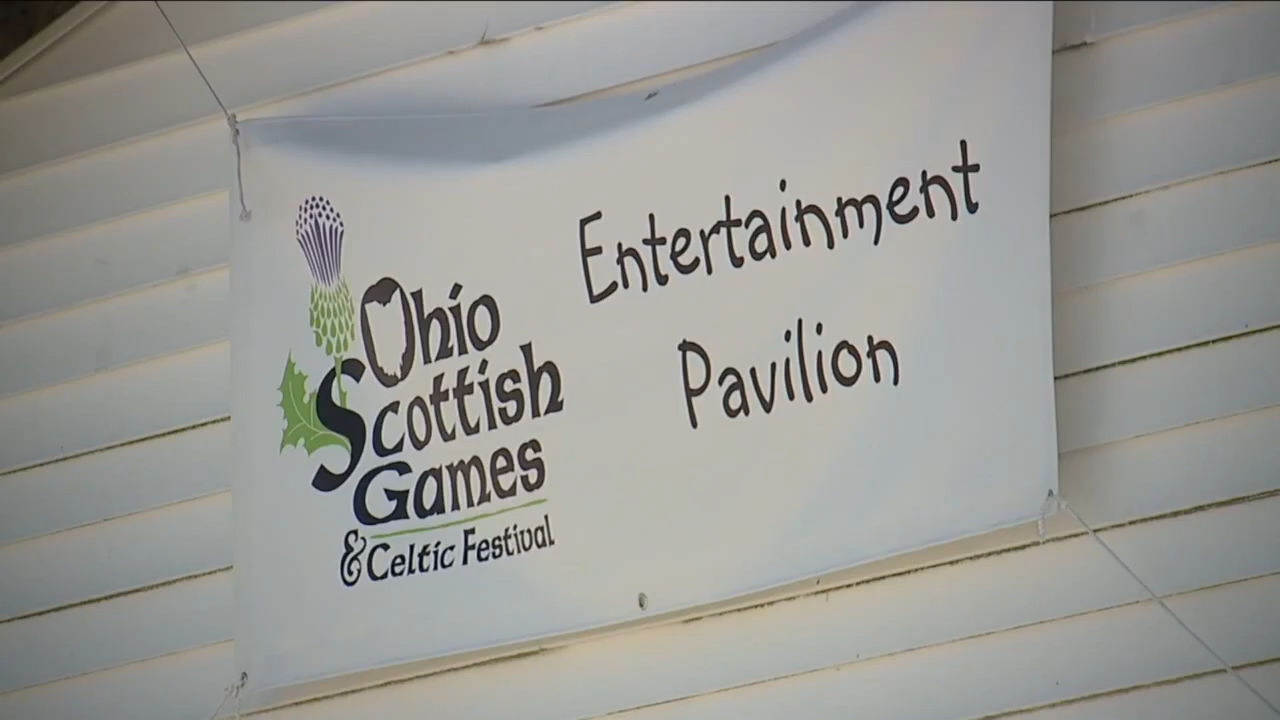 Ohio
Scottish
Games
& Celtic Festival
Entertainment
Pavilion